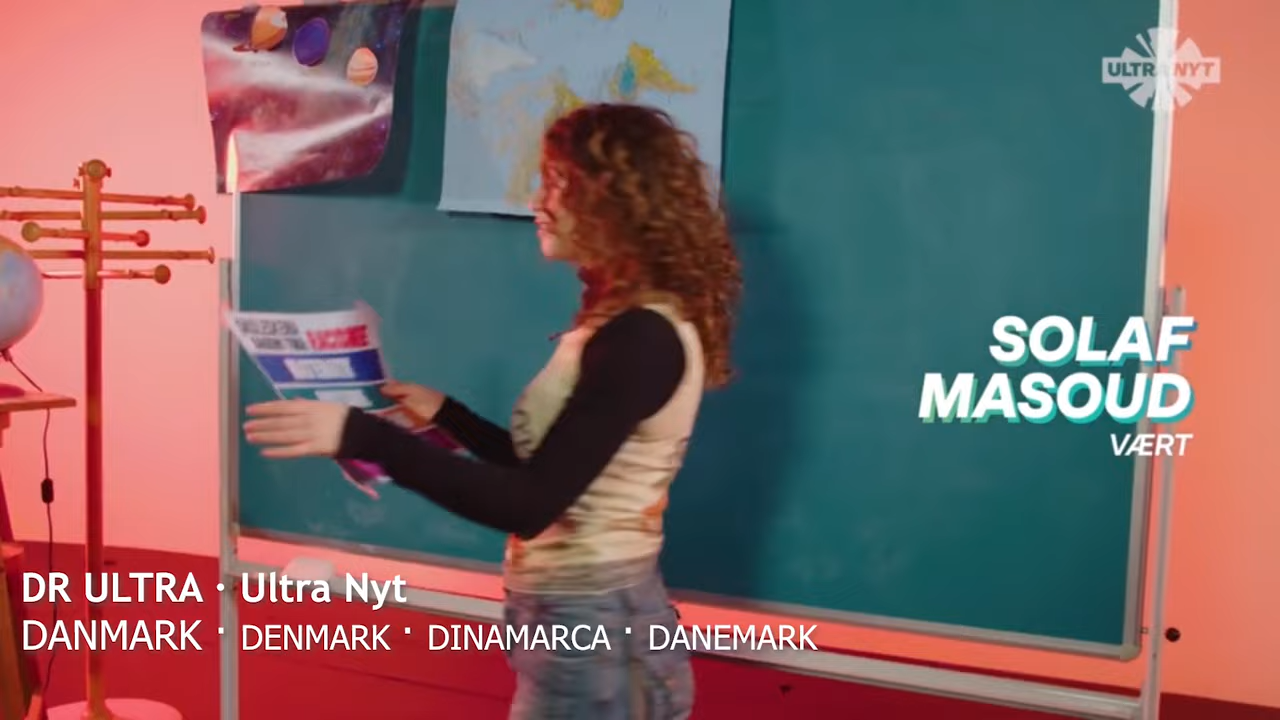 ULTRA NYT
SOLAF
MASOUD
VÆRT
DR ULTRA · Ultra Nyt
DANMARK · DENMARK · DINAMARCA · DANEMARK